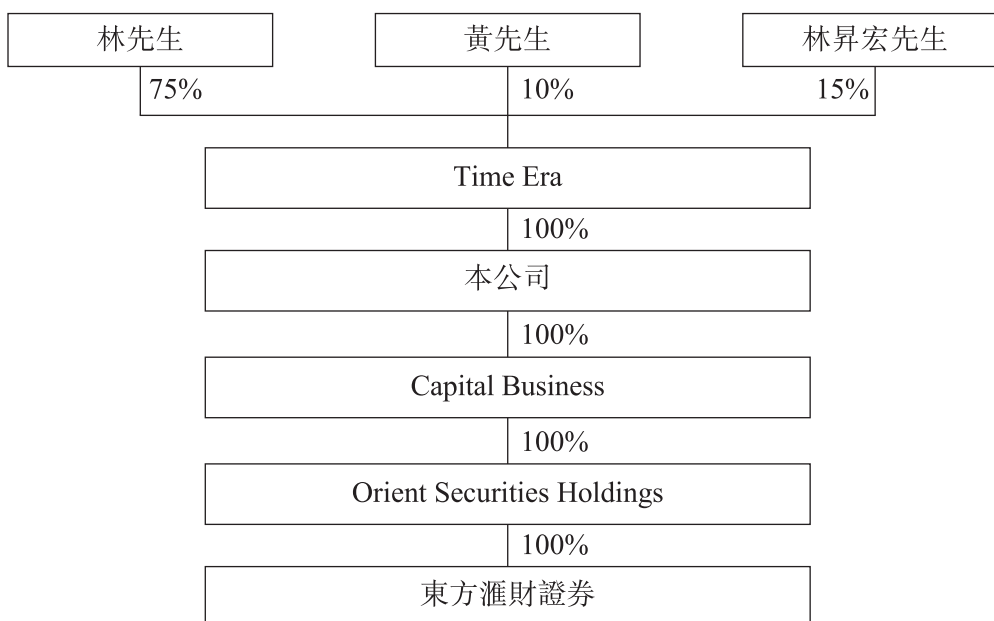 林先生
黃先生
林昇宏先生
75%
10%
15%
Time Era
100%
本公司
100%
Capital Business
100%
Orient Securities Holdings
100%
東方滙財證券